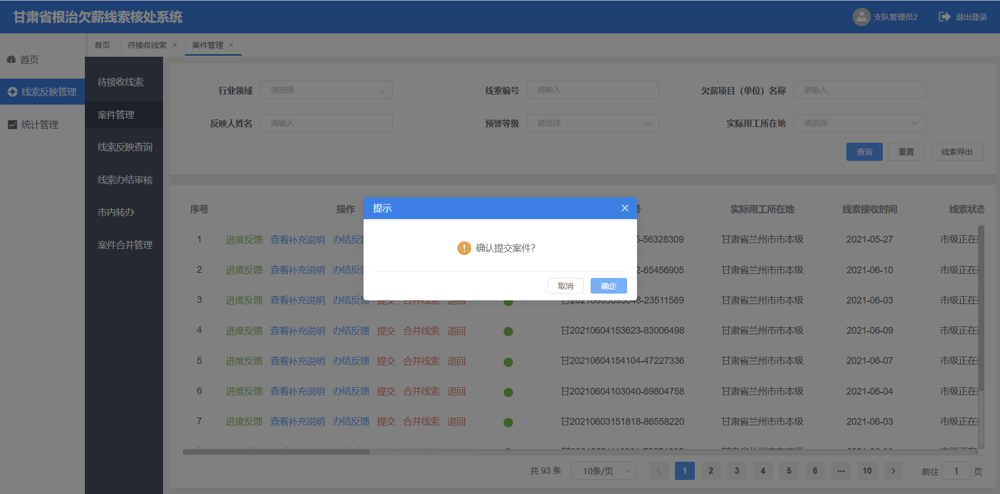 甘肃省根治欠薪线索核处系统
支队管理员2 退出登录
首页 待接收线索 × 案件管理 ×
首页
线索反映管理
统计管理
待接收线索
案件管理
线索反映查询
线索办结审核
市内转办
案件合并管理
行业领域 请选择 线索编号 请输入 欠薪项目（单位）名称 请输入
反映人姓名 请输入 预警等级 请选择 实际用工所在地 请选择
查询 重置 线索导出
序号 操作 号 实际用工所在地 线索接收时间 线索状态
提示
1 进度反馈 查看补充说明 办结反 5-56328309 甘肃省兰州市市本级 2021-05-27 市级正在
确认提交案件?
2 进度反馈 查看补充说明 办结反 2-65456905 甘肃省兰州市市本级 2021-06-10 市级正在
取消 确定
3 进度反馈 查看补充说明 办结反馈 提交 合并线索 退回 甘20210603095048-23511589 甘肃省兰州市市本级 2021-06-03 市级正在
4 进度反馈 查看补充说明 办结反馈 提交 合并线索 退回 甘20210604153623-83006498 甘肃省兰州市市本级 2021-06-09 市级正在
5 进度反馈 查看补充说明 办结反馈 提交 合并线索 退回 甘20210604154104-47227336 甘肃省兰州市市本级 2021-06-07 市级正在
6 进度反馈 查看补充说明 办结反馈 提交 合并线索 退回 甘20210604103040-69804758 甘肃省兰州市市本级 2021-06-04 市级正在
7 进度反馈 查看补充说明 办结反馈 提交 合并线索 退回 甘20210603151818-86558220 甘肃省兰州市市本级 2021-06-03 市级正在
共 93 条 10条/页 1 2 3 4 5 6 ••• 10 前往 1 页